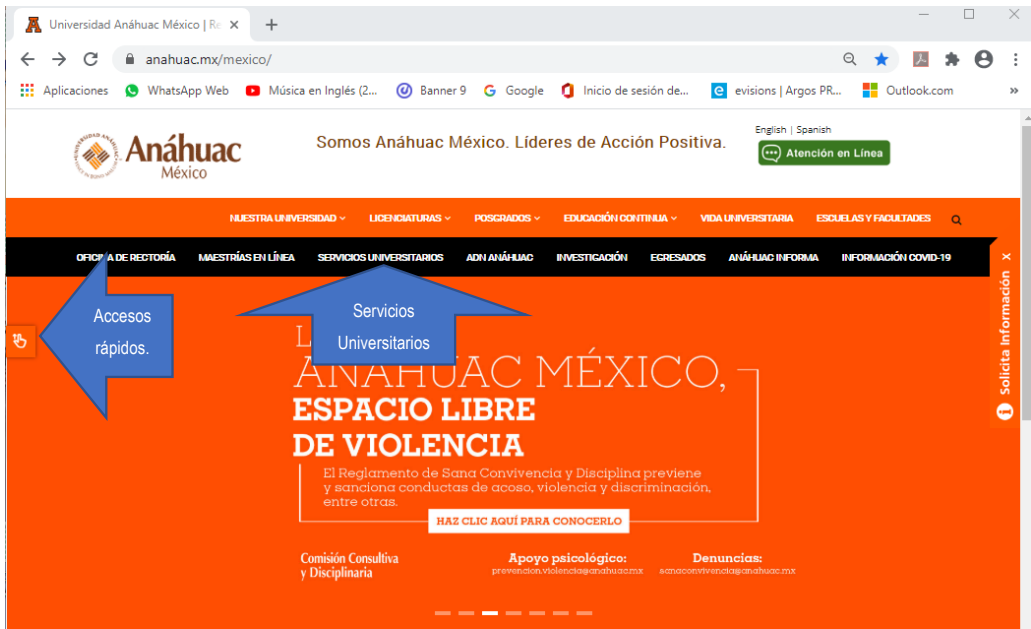 Universidad Anáhuac Méxic
anahuac.mx/mexico/
Aplicaciones WhatsApp Web Música en Inglés (2... Banner 9 Google Inicio de sesión de... evisions | Argos PR... Outlook.com »
Anáhuac
México
Somos Anáhuac México. Líderes de Acción Positiva.
English | Spanish
Atención en Línea
NUESTRA UNIVERSIDAD LICENCIATURAS POSGRADOS EDUCACIÓN CONTINUA VIDA UNIVERSITARIA ESCUELAS Y FACULTADES
DE RECTORÍA MAESTRÍAS EN LÍNEA SERVICIOS UNIVERSITARIOS ADN ANÁHUAC INVESTIGACIÓN EGRESADOS ANÁHUAC INFORMA INFORMACIÓN COVID-19
Solicita Información
Accesos
rápidos.
Servicios
Universitarios
ANÁHUAC MÉXICO,
ESPACIO LIBRE
DE VIOLENCIA
El Reglamento de Sana Convivencia y Disciplina previene
y sanciona conductas de acoso, violencia y discriminación,
entre otras.
HAZ CLIC AQUÍ PARA CONOCERLO
Comisión Consultiva
y Disciplinaria
Apoyo psicológico:
prevencion.violencia@anahuac.mx
Denuncias:
sanaconvivencia@anahuac.mx